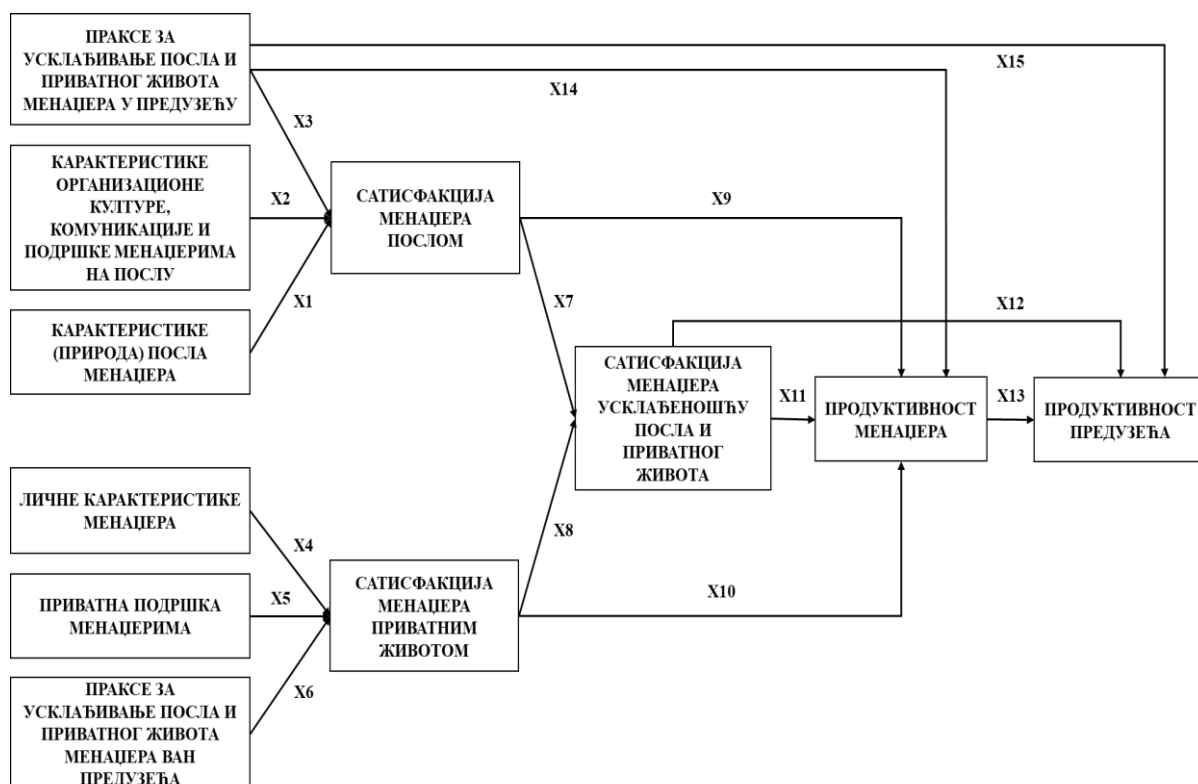 ПРАКСЕ ЗА
УСКЛАЂИВАЊЕ ПОСЛА И
ПРИВАТНОГ ЖИВОТА
МЕНАЏЕРА У ПРЕДУЗЕЋУ
X15
X14
X3
КАРАКТЕРИСТИКЕ
ОРГАНИЗАЦИОНЕ
КУЛТУРЕ,
КОМУНИКАЦИЈЕ И
ПОДРШКЕ МЕНАЏЕРИМА
НА ПОСЛУ
X2
САТИСФАКЦИЈА
МЕНАЏЕРА
ПОСЛОМ
X9
X1
КАРАКТЕРИСТИКЕ
(ПРИРОДА) ПОСЛА
МЕНАЏЕРА
X7
X12
САТИСФАКЦИЈА
МЕНАЏЕРА
УСКЛАЂЕНОШЋУ
ПОСЛА И
ПРИВАТНОГ
ЖИВОТА
X11
ПРОДУКТИВНОСТ
МЕНАЏЕРА
X13
ПРОДУКТИВНОСТ
ПРЕДУЗЕЋА
ЛИЧНЕ КАРАКТЕРИСТИКЕ
МЕНАЏЕРА
X4
X8
ПРИВАТНА ПОДРШКА
МЕНАЏЕРИМА
X5
САТИСФАКЦИЈА
МЕНАЏЕРА
ПРИВАТНИМ
ЖИВОТОМ
X10
X6
ПРАКСЕ ЗА
УСКЛАЂИВАЊЕ ПОСЛА И
ПРИВАТНОГ ЖИВОТА
МЕНАЏЕРА ВАН
ПРЕДУЗЕЋА